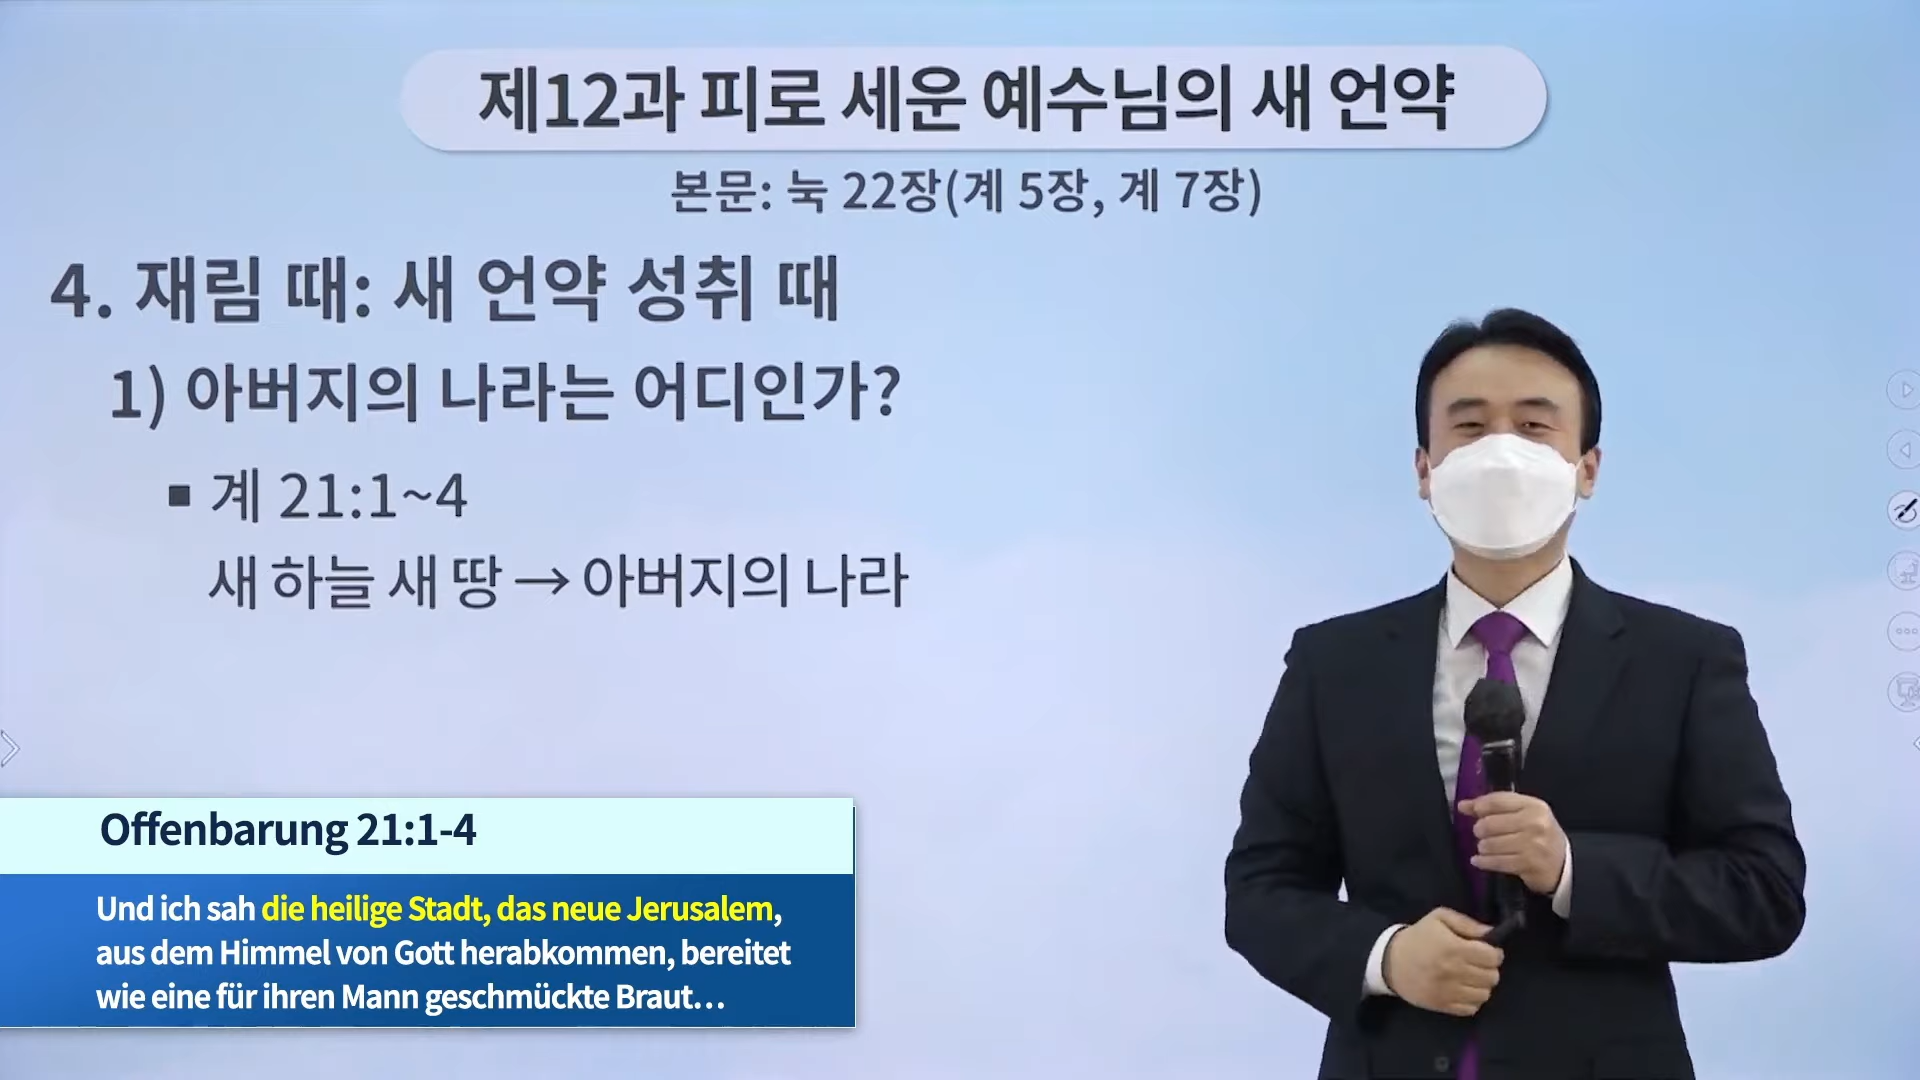 제12과 피로 세운 예수님의 새 언약
본문: 눅 22장(계 5장, 계 7장)
4. 재림 때: 새 언약 성취 때
1) 아버지의 나라는 어디인가?
▪ 계 21:1~4
새 하늘 새 땅 → 아버지의 나라
Offenbarung 21:1-4
Und ich sah die heilige Stadt, das neue Jerusalem,
aus dem Himmel von Gott herabkommen, bereitet
wie eine für ihren Mann geschmückte Braut…